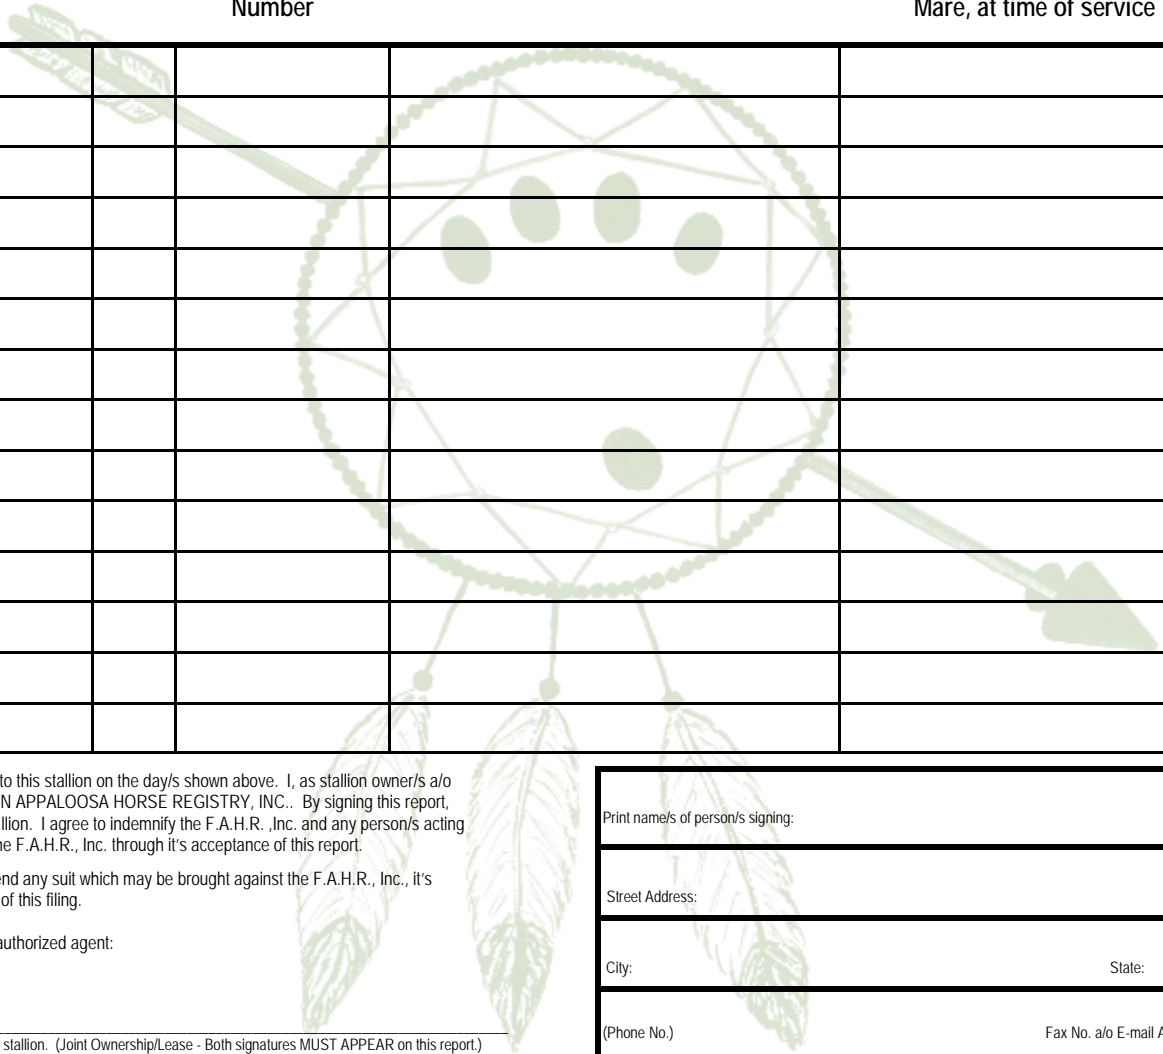 Number
Mare, at time of service
to this stallion on the day/s shown above. I, as stallion owner/s a/o
N APPALOOSA HORSE REGISTRY, INC.. By signing this report,
llion. I agree to indemnify the F.A.H.R. ,Inc. and any person/s acting
he F.A.H.R., Inc. through it's acceptance of this report.
end any suit which may be brought against the F.A.H.R., Inc., it's
of this filing.
authorized agent:
stallion. (Joint Ownership/Lease - Both signatures MUST APPEAR on this report.)
Print name/s of person/s signing:
Street Address:
City:
State:
(Phone No.)
Fax No. a/o E-mail A